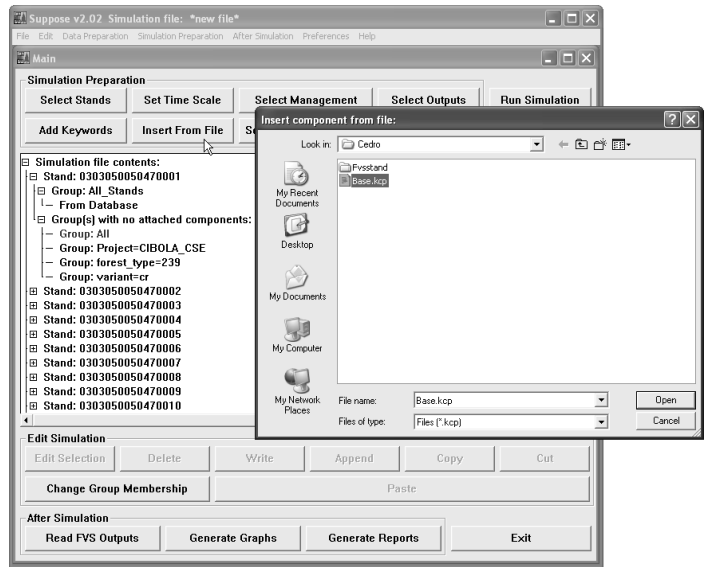 Suppose v2.02 Simulation file: *new file*
File Edit Data Preparation Simulation Preparation After Simulation Preferences Help
Main
Simulation Preparation
Select Stands Set Time Scale Select Management Select Outputs Run Simulation
Add Keywords Insert From File Se
Insert component from file:
Look in: Cedro
Fvsstand
Base.kcp
My Recent
Documents
Desktop
My Documents
My Computer
My Network
Places
File name: Base.kcp Open
Files of type: Files (*.kcp) Cancel
Simulation file contents:
Stand: 0303050050470001
Group: All_Stands
From Database
Group(s) with no attached components:
Group: All
Group: Project=CIBOLA_CSE
Group: forest_type=239
Group: variant=cr
Stand: 0303050050470002
Stand: 0303050050470003
Stand: 0303050050470004
Stand: 0303050050470005
Stand: 0303050050470006
Stand: 0303050050470007
Stand: 0303050050470008
Stand: 0303050050470009
Stand: 0303050050470010
Edit Simulation
Edit Selection Delete Write Append Copy Cut
Change Group Membership Paste
After Simulation
Read FVS Outputs Generate Graphs Generate Reports Exit